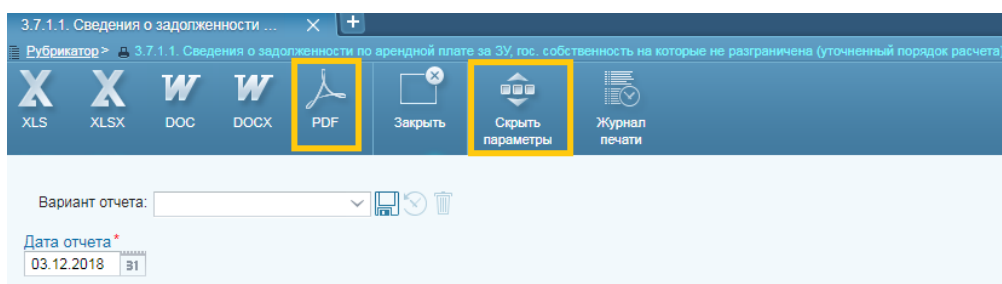 3.7.1.1. Сведения о задолженности ...
Рубрикатор > 3.7.1.1. Сведения о задолженности по арендной плате за ЗУ, гос. собственность на которые не разграничена (уточненный порядок расчета)
XLS XLSX DOC DOCX PDF Закрыть Скрыть параметры Журнал печати
Вариант отчета:
Дата отчета*
03.12.2018 31